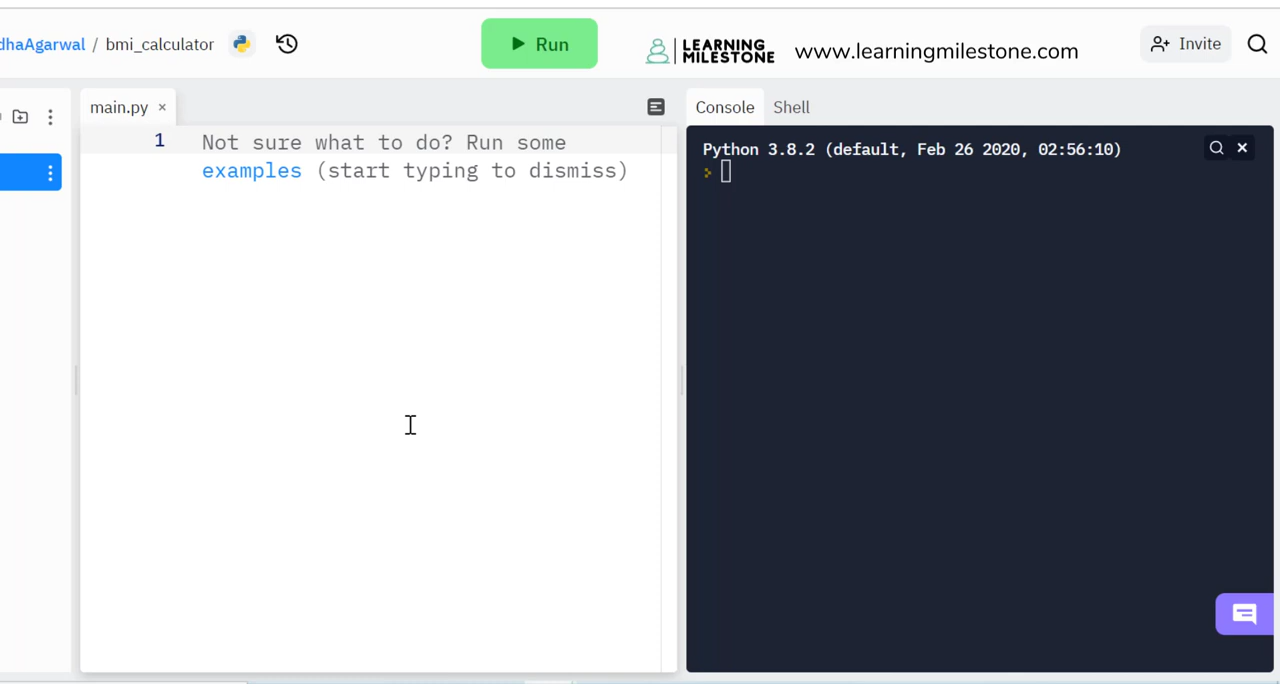 dhaAgarwal / bmi_calculator
Run
LEARNING
MILESTONE
www.learningmilestone.com
Invite
main.py ×
Console
Shell
1
Not sure what to do? Run some
examples (start typing to dismiss)
Python 3.8.2 (default, Feb 26 2020, 02:56:10)